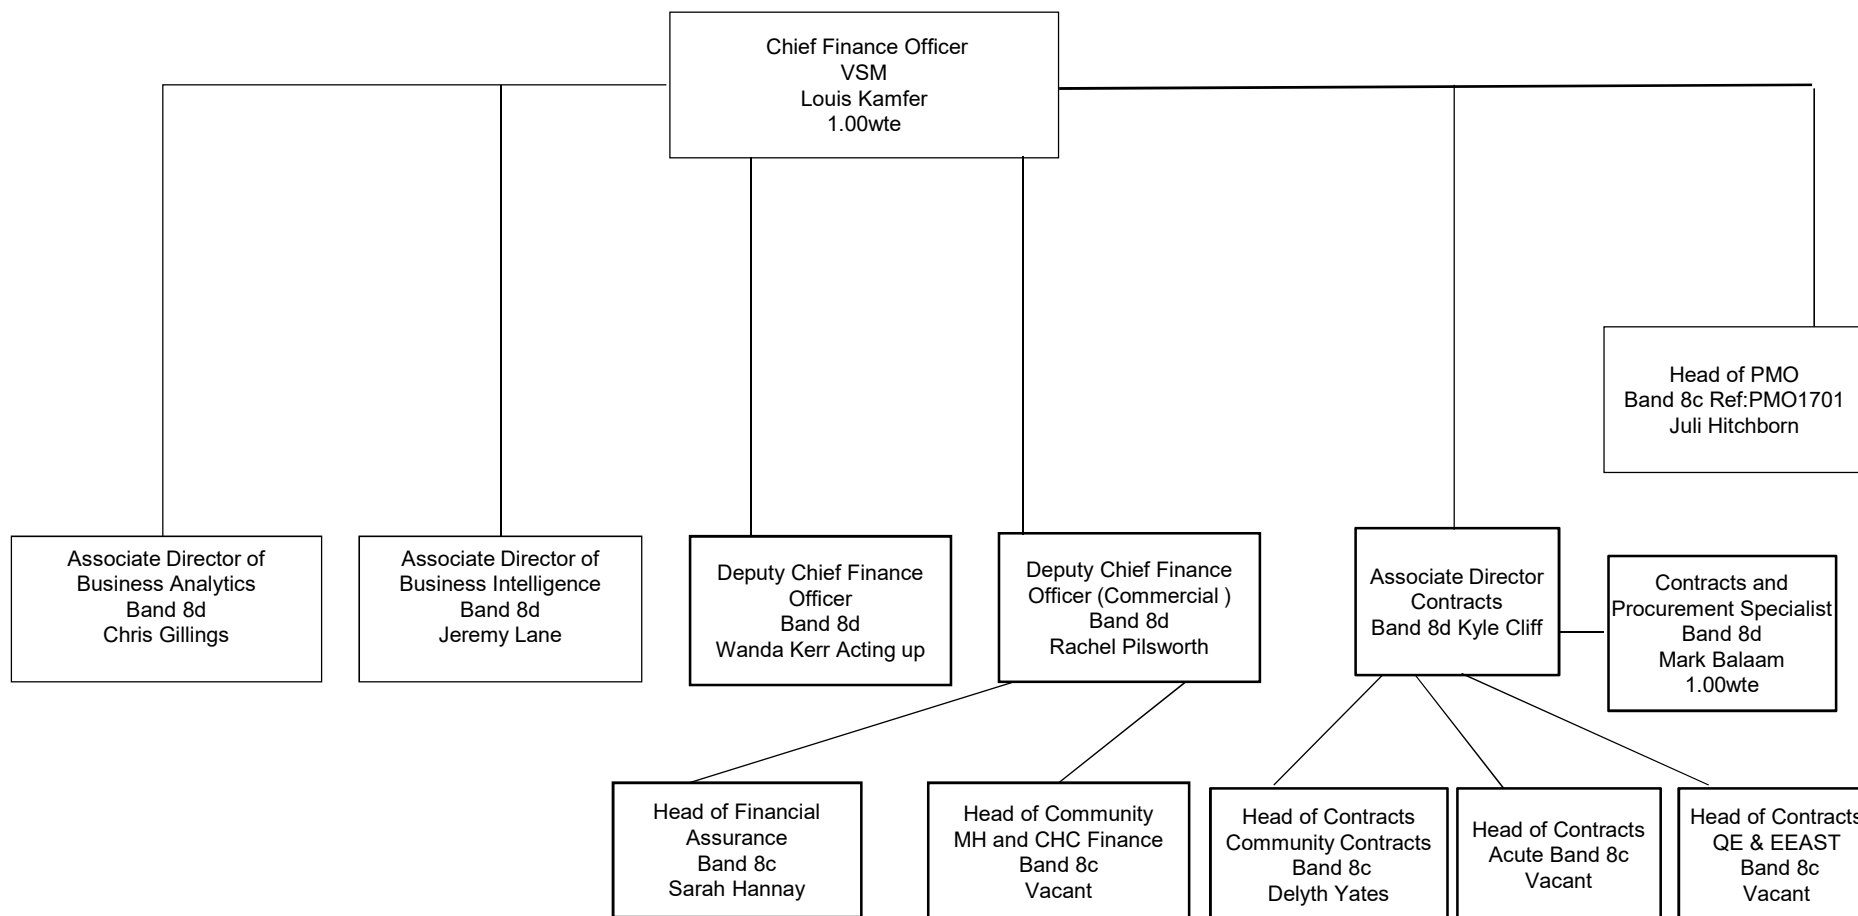 Chief Finance Officer
VSM
Louis Kamfer
1.00wte
Head of PMO
Band 8c Ref:PMO1701
Juli Hitchborn
Associate Director of
Business Analytics
Band 8d
Chris Gillings
Associate Director of
Business Intelligence
Band 8d
Jeremy Lane
Deputy Chief Finance
Officer
Band 8d
Wanda Kerr Acting up
Deputy Chief Finance
Officer (Commercial )
Band 8d
Rachel Pilsworth
Associate Director
Contracts
Band 8d Kyle Cliff
Contracts and
Procurement Specialist
Band 8d
Mark Balaam
1.00wte
Head of Financial
Assurance
Band 8c
Sarah Hannay
Head of Community
MH and CHC Finance
Band 8c
Vacant
Head of Contracts
Community Contracts
Band 8c
Delyth Yates
Head of Contracts
Acute Band 8c
Vacant
Head of Contracts
QE & EEAST
Band 8c
Vacant